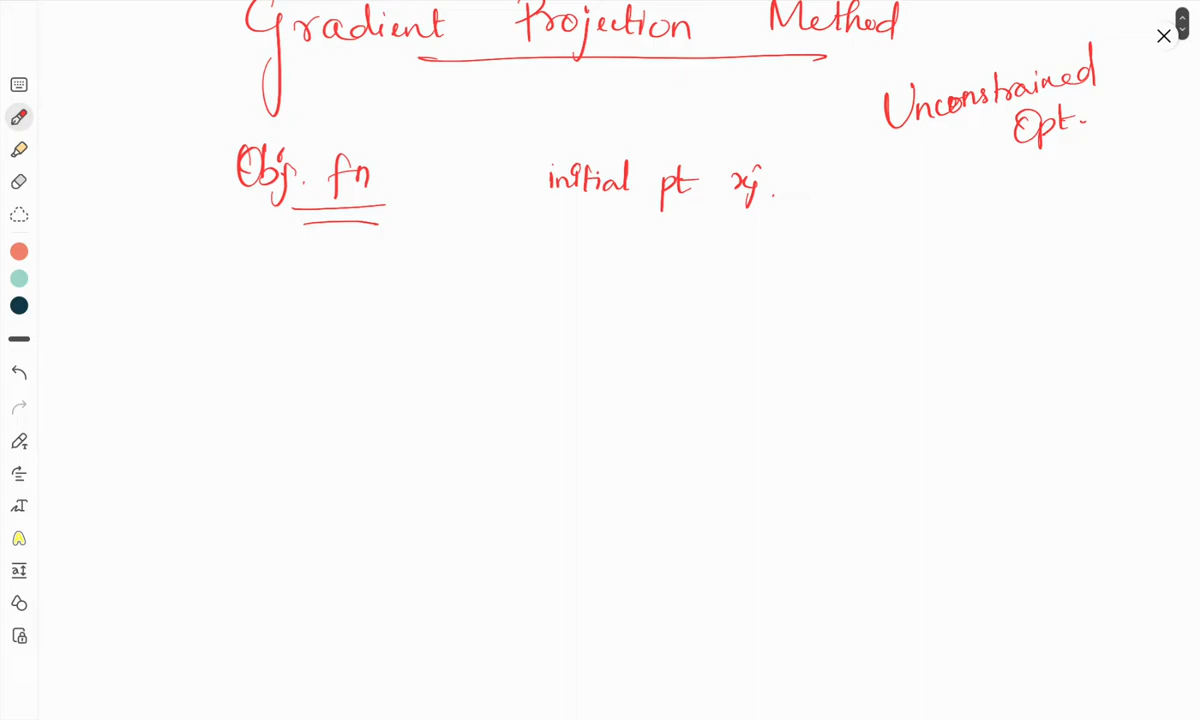 Gradient Projection Method
Unconstrained
Opt.
Obj. fn initial pt xj.